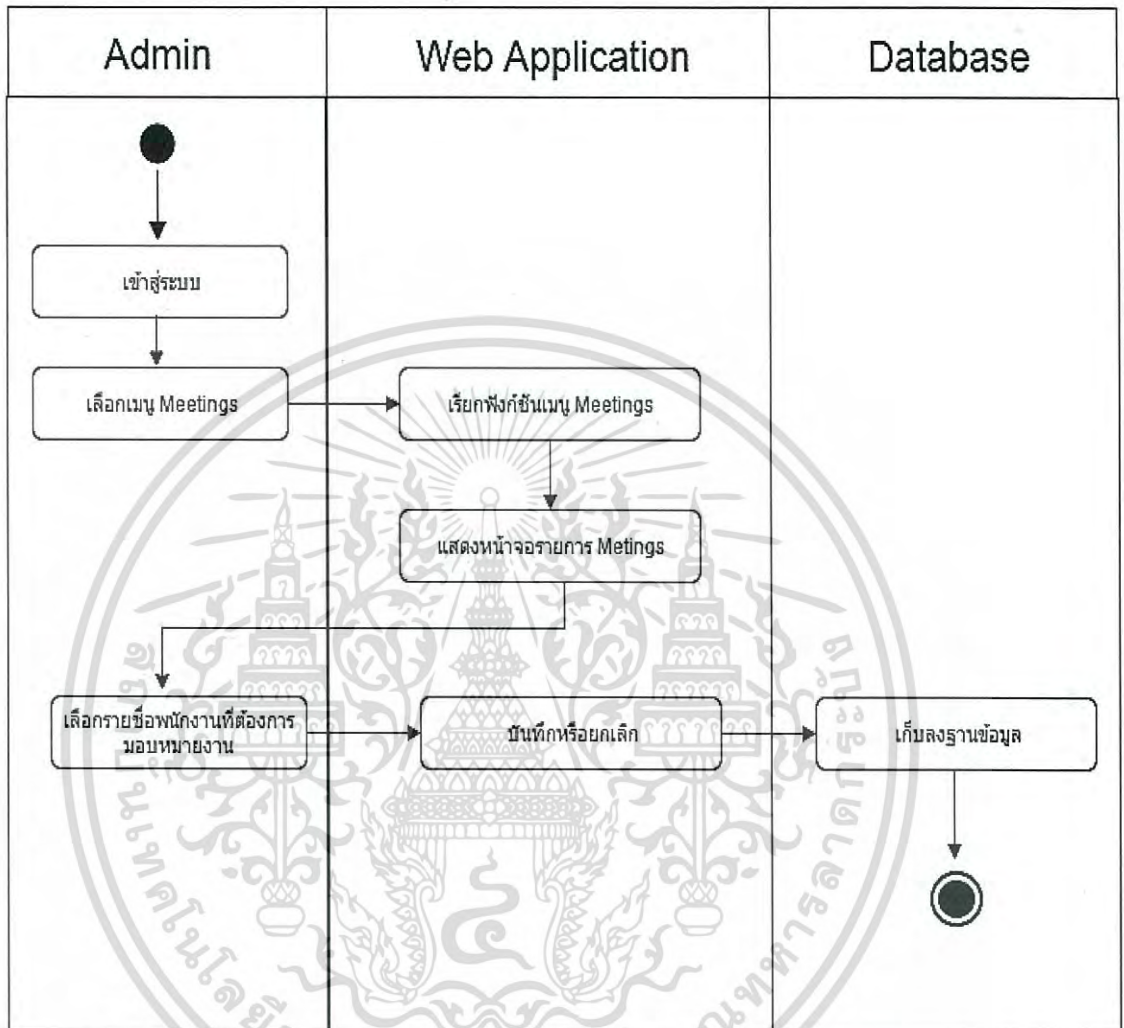 Admin
Web Application
Database
เข้าสู่ระบบ
เลือกเมนู Meetings
เรียกฟังก์ชันเมนู Meetings
แสดงหน้าจอรายการ Metings
เลือกรายชื่อพนักงานที่ต้องการ
มอบหมายงาน
บันทึกหรือยกเลิก
เก็บลงฐานข้อมูล